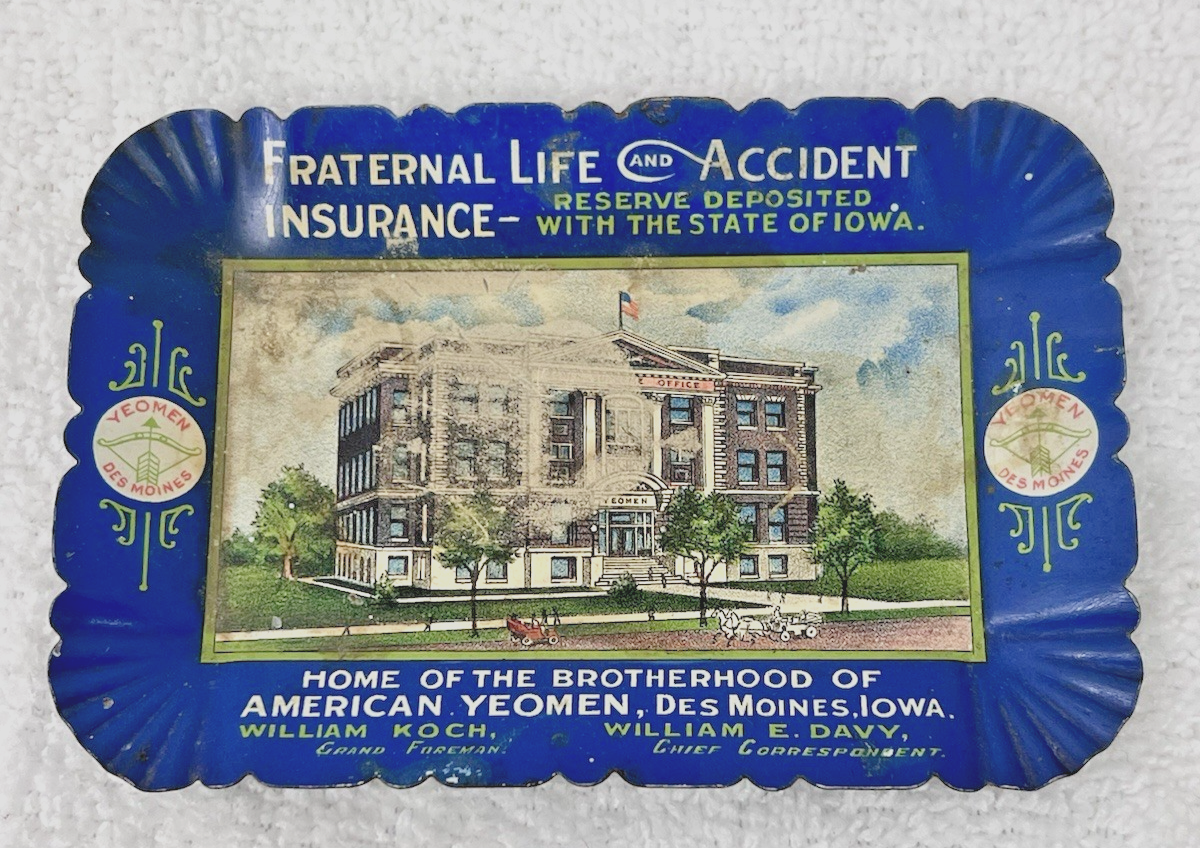 FRATERNAL LIFE AND ACCIDENT
INSURANCE- RESERVE DEPOSITED
WITH THE STATE OF IOWA.
OFFICE
YEOMEN
YEOMEN
DES MOINES
YEOMEN
DES MOINES
HOME OF THE BROTHERHOOD OF
AMERICAN YEOMEN, DES MOINES, IOWA.
WILLIAM KOCH, WILLIAM E. DAVY,
GRAND FOREMAN. CHIEF CORRESPONDENT.